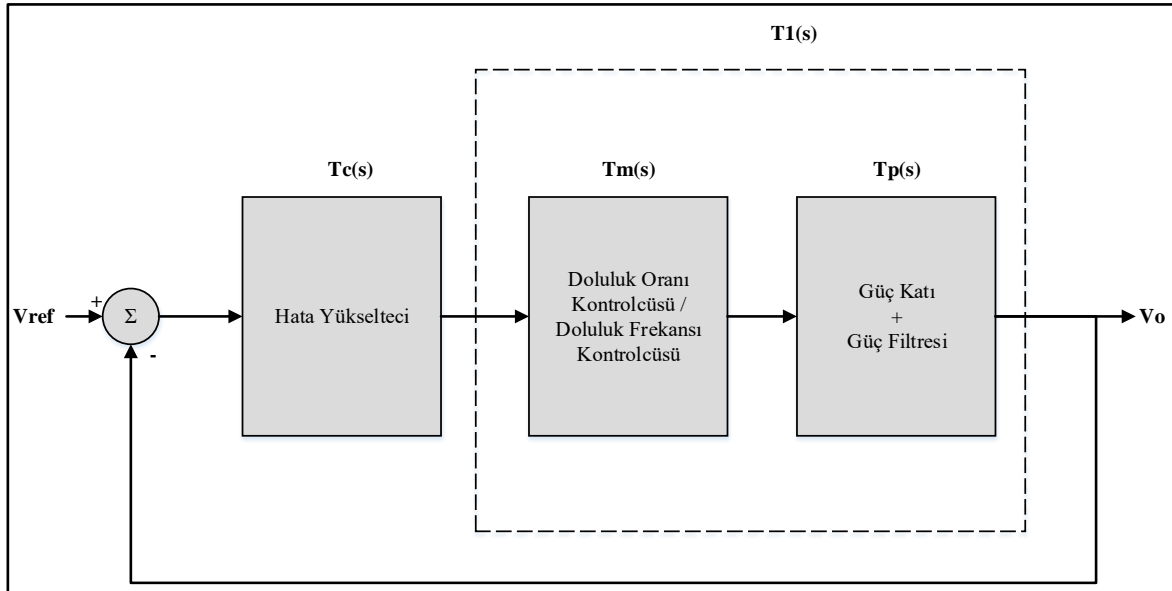 T1(s)
Tc(s)
Tm(s)
Tp(s)
Vref
+
Σ
-
Hata Yükselteci
Doluluk Oranı
Kontrolcüsü /
Doluluk Frekansı
Kontrolcüsü
Güç Katı
+
Güç Filtresi
Vo